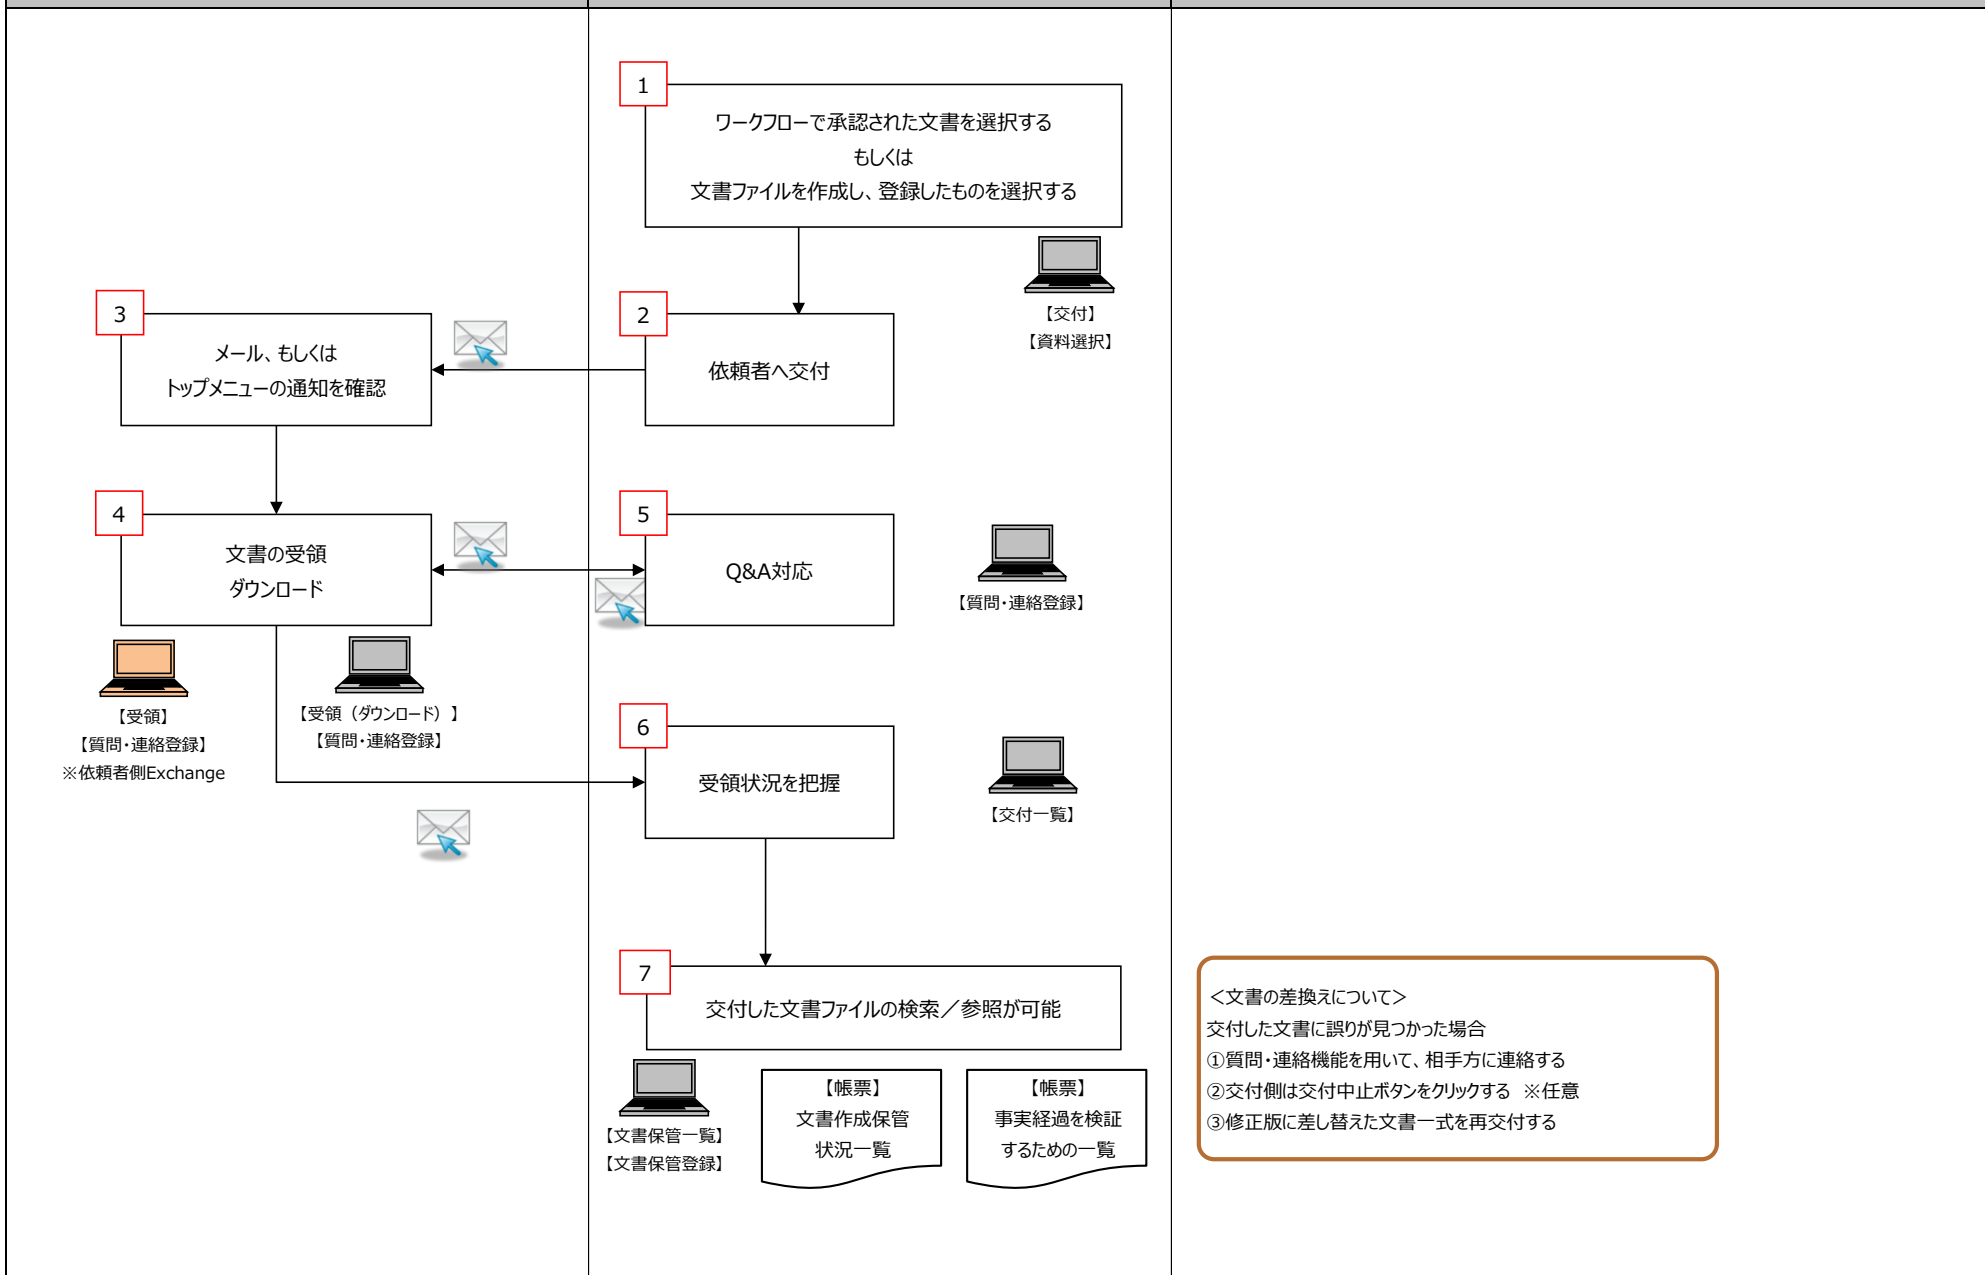 1
ワークフローで承認された文書を選択する
もしくは
文書ファイルを作成し、登録したものを選択する
【交付】
【資料選択】
2
依頼者へ交付
3
メール、もしくは
トップメニューの通知を確認
4
文書の受領
ダウンロード
【受領】
【質問・連絡登録】
※依頼者側Exchange
【受領（ダウンロード）】
【質問・連絡登録】
5
Q&A対応
【質問・連絡登録】
6
受領状況を把握
【交付一覧】
7
交付した文書ファイルの検索／参照が可能
【文書保管一覧】
【文書保管登録】
【帳票】
文書作成保管
状況一覧
【帳票】
事実経過を検証
するための一覧
＜文書の差換えについて＞
交付した文書に誤りが見つかった場合
①質問・連絡機能を用いて、相手方に連絡する
②交付側は交付中止ボタンをクリックする ※任意
③修正版に差し替えた文書一式を再交付する